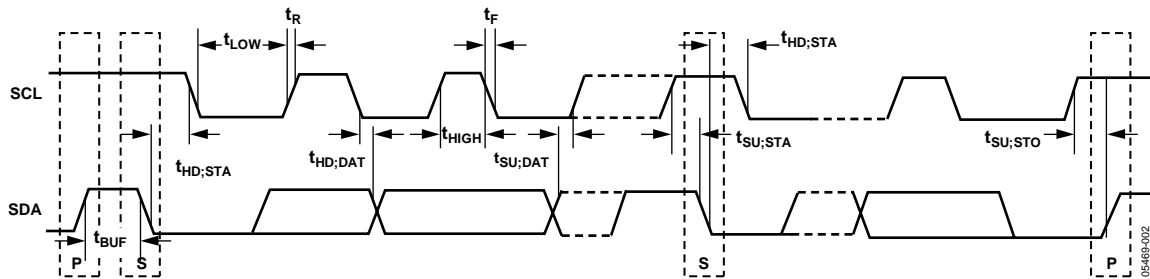 tR
tF
tLOW
tHD;STA
SCL
tHD;STA
tHD;DAT
tHIGH
tSU;DAT
tSU;STA
tSU;STO
SDA
tBUF
P
S
S
P
05469-002